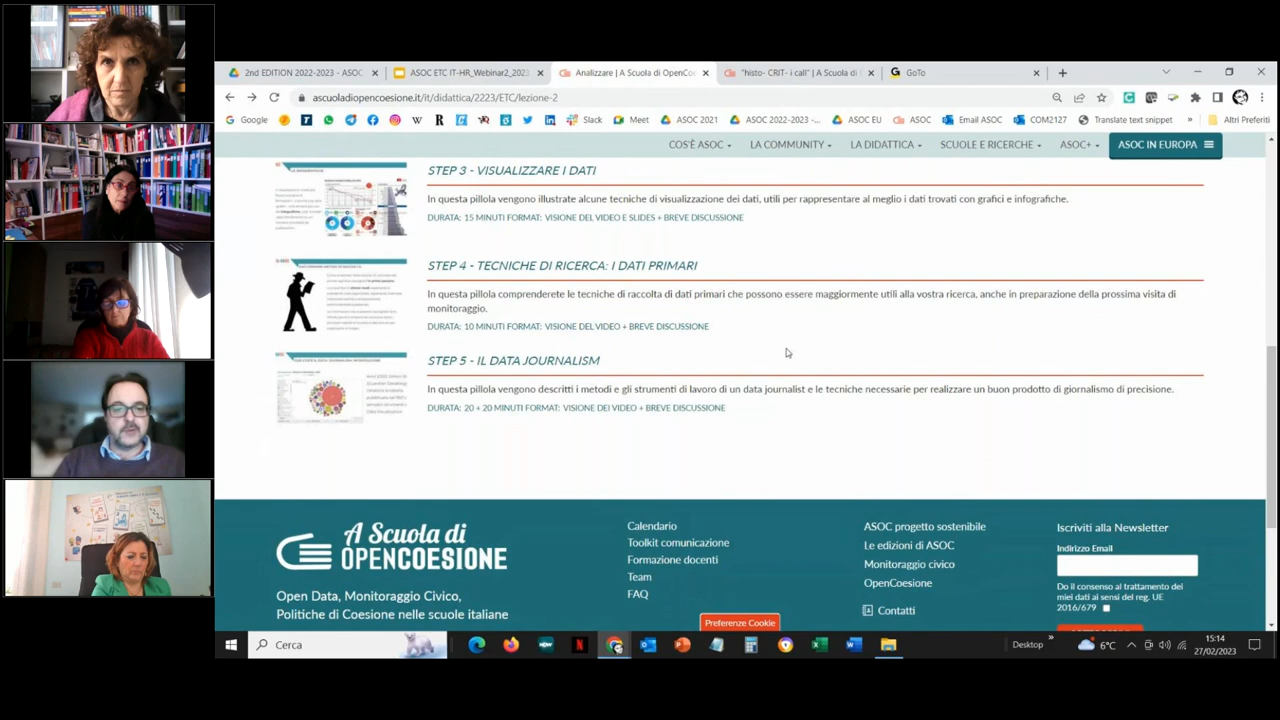 2nd EDITION 2022-2023 - ASOC
ASOC ETC IT-HR_Webinar2_2023
Analizzare | A Scuola di OpenCoe
"histo- CRIT- i call" | A Scuola di
GoTo
ascuoladiopencoesione.it/it/didattica/2223/ETC/lezione-2
Google
Slack
Meet
ASOC 2021
ASOC 2022-2023
ASOC EU
ASOC
Email ASOC
COM2127
Translate text snippet
»
Altri Preferiti
COS'È ASOC
LA COMMUNITY
LA DIDATTICA
SCUOLE E RICERCHE
ASOC+
ASOC IN EUROPA
STEP 3 - VISUALIZZARE I DATI
In questa pillola vengono illustrate alcune tecniche di visualizzazione dei dati, utili per rappresentare al meglio i dati trovati con grafici e infografiche.
DURATA: 15 MINUTI FORMAT: VISIONE DEL VIDEO E SLIDES + BREVE DISCUSSIONE
STEP 4 - TECNICHE DI RICERCA: I DATI PRIMARI
In questa pillola comprenderete le tecniche di raccolta di dati primari che possono essere maggiormente utili alla vostra ricerca, anche in preparazione della prossima visita di
monitoraggio.
DURATA: 10 MINUTI FORMAT: VISIONE DEL VIDEO + BREVE DISCUSSIONE
STEP 5 - IL DATA JOURNALISM
In questa pillola vengono descritti i metodi e gli strumenti di lavoro di un data journalist e le tecniche necessarie per realizzare un buon prodotto di giornalismo di precisione.
DURATA: 20 + 20 MINUTI FORMAT: VISIONE DEI VIDEO + BREVE DISCUSSIONE
A Scuola di
OPENCOESIONE
Open Data, Monitoraggio Civico,
Politiche di Coesione nelle scuole italiane
Calendario
Toolkit comunicazione
Formazione docenti
Team
FAQ
ASOC progetto sostenibile
Le edizioni di ASOC
Monitoraggio civico
OpenCoesione
Contatti
Iscriviti alla Newsletter
Indirizzo Email
Do il consenso al trattamento dei
miei dati ai sensi del reg. UE
2016/679
Preferenze Cookie
Cerca
Desktop
»
6°C
15:14
27/02/2023